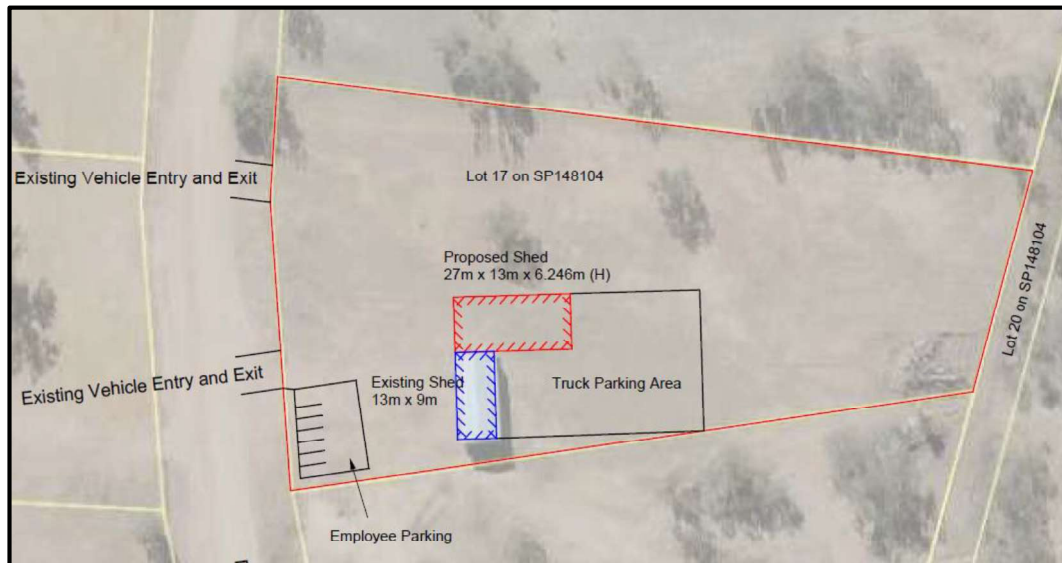 Existing Vehicle Entry and Exit
Lot 17 on SP148104
Lot 20 on SP148104
Proposed Shed
27m x 13m x 6.246m (H)
Existing Vehicle Entry and Exit
Existing Shed
13m x 9m
Truck Parking Area
Employee Parking